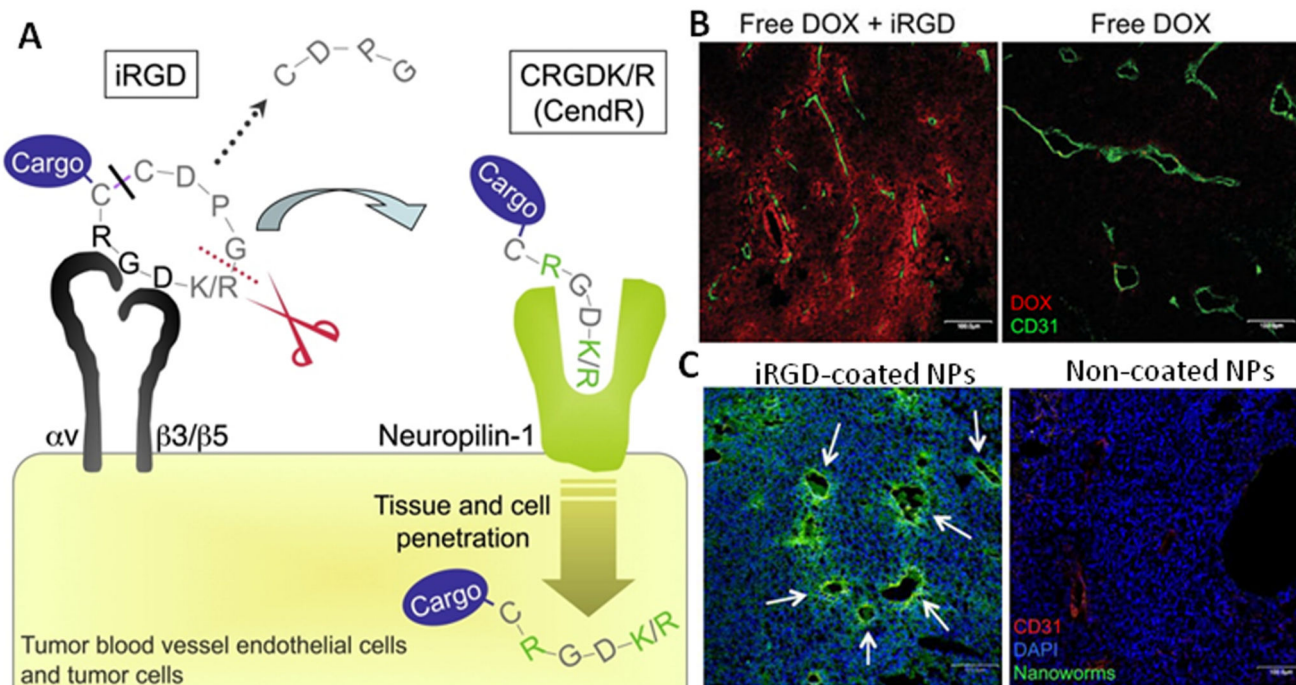 A
iRGD
C D P G
CRGDK/R
(CendR)
Cargo
C C D P G
R G D K/R
Cargo
C R G D K/R
αv
β3/β5
Neuropilin-1
Tissue and cell
penetration
Cargo
C R G D K/R
Tumor blood vessel endothelial cells
and tumor cells
B
Free DOX + iRGD
Free DOX
DOX
CD31
C
iRGD-coated NPs
Non-coated NPs
CD31
DAPI
Nanoworms